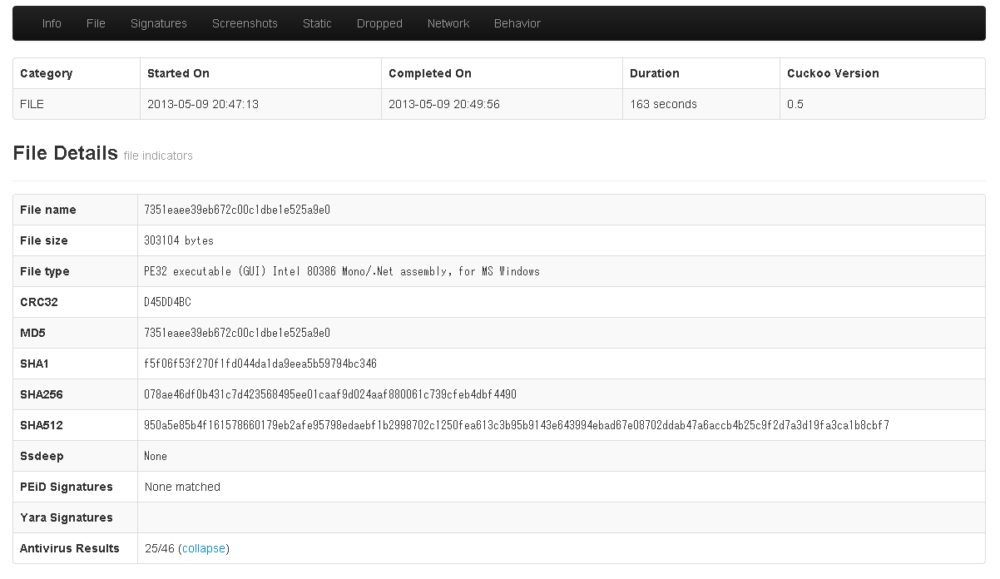 Info File Signatures Screenshots Static Dropped Network Behavior
Category Started On Completed On Duration Cuckoo Version
FILE 2013-05-09 20:47:13 2013-05-09 20:49:56 163 seconds 0.5
File Details file indicators
File name 7351eaee39eb672c00c1dbe1e525a9e0
File size 303104 bytes
File type PE32 executable (GUI) Intel 80386 Mono/.Net assembly, for MS Windows
CRC32 D45DD4BC
MD5 7351eaee39eb672c00c1dbe1e525a9e0
SHA1 f5f06f53f270f1fd044da1da9eea5b59794bc346
SHA256 078ae46df0b431c7d423568495ee01caaf9d024aaf880061c739cfeb4dbf4490
SHA512 950a5e85b4f161578660179eb2afe95798edaebf1b2998702c1250fea613c3b95b9143e643994ebad67e08702ddab47a6accb4b25c9f2d7a3d19fa3ca1b8cbf7
Ssdeep None
PEiD Signatures None matched
Yara Signatures
Antivirus Results 25/46 (collapse)